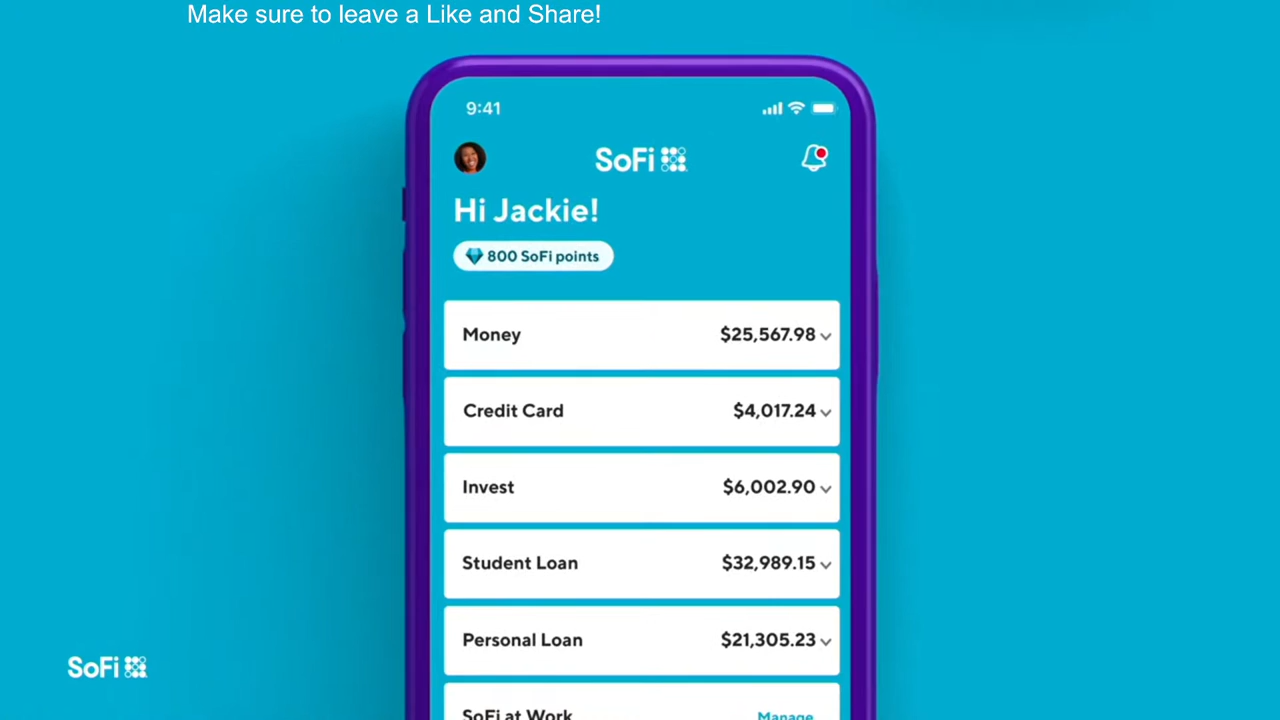 Make sure to leave a Like and Share!
9:41
SoFi
Hi Jackie!
800 SoFi points
Money $25,567.98
Credit Card $4,017.24
Invest $6,002.90
Student Loan $32,989.15
Personal Loan $21,305.23
SoFi at Work Manage
SoFi